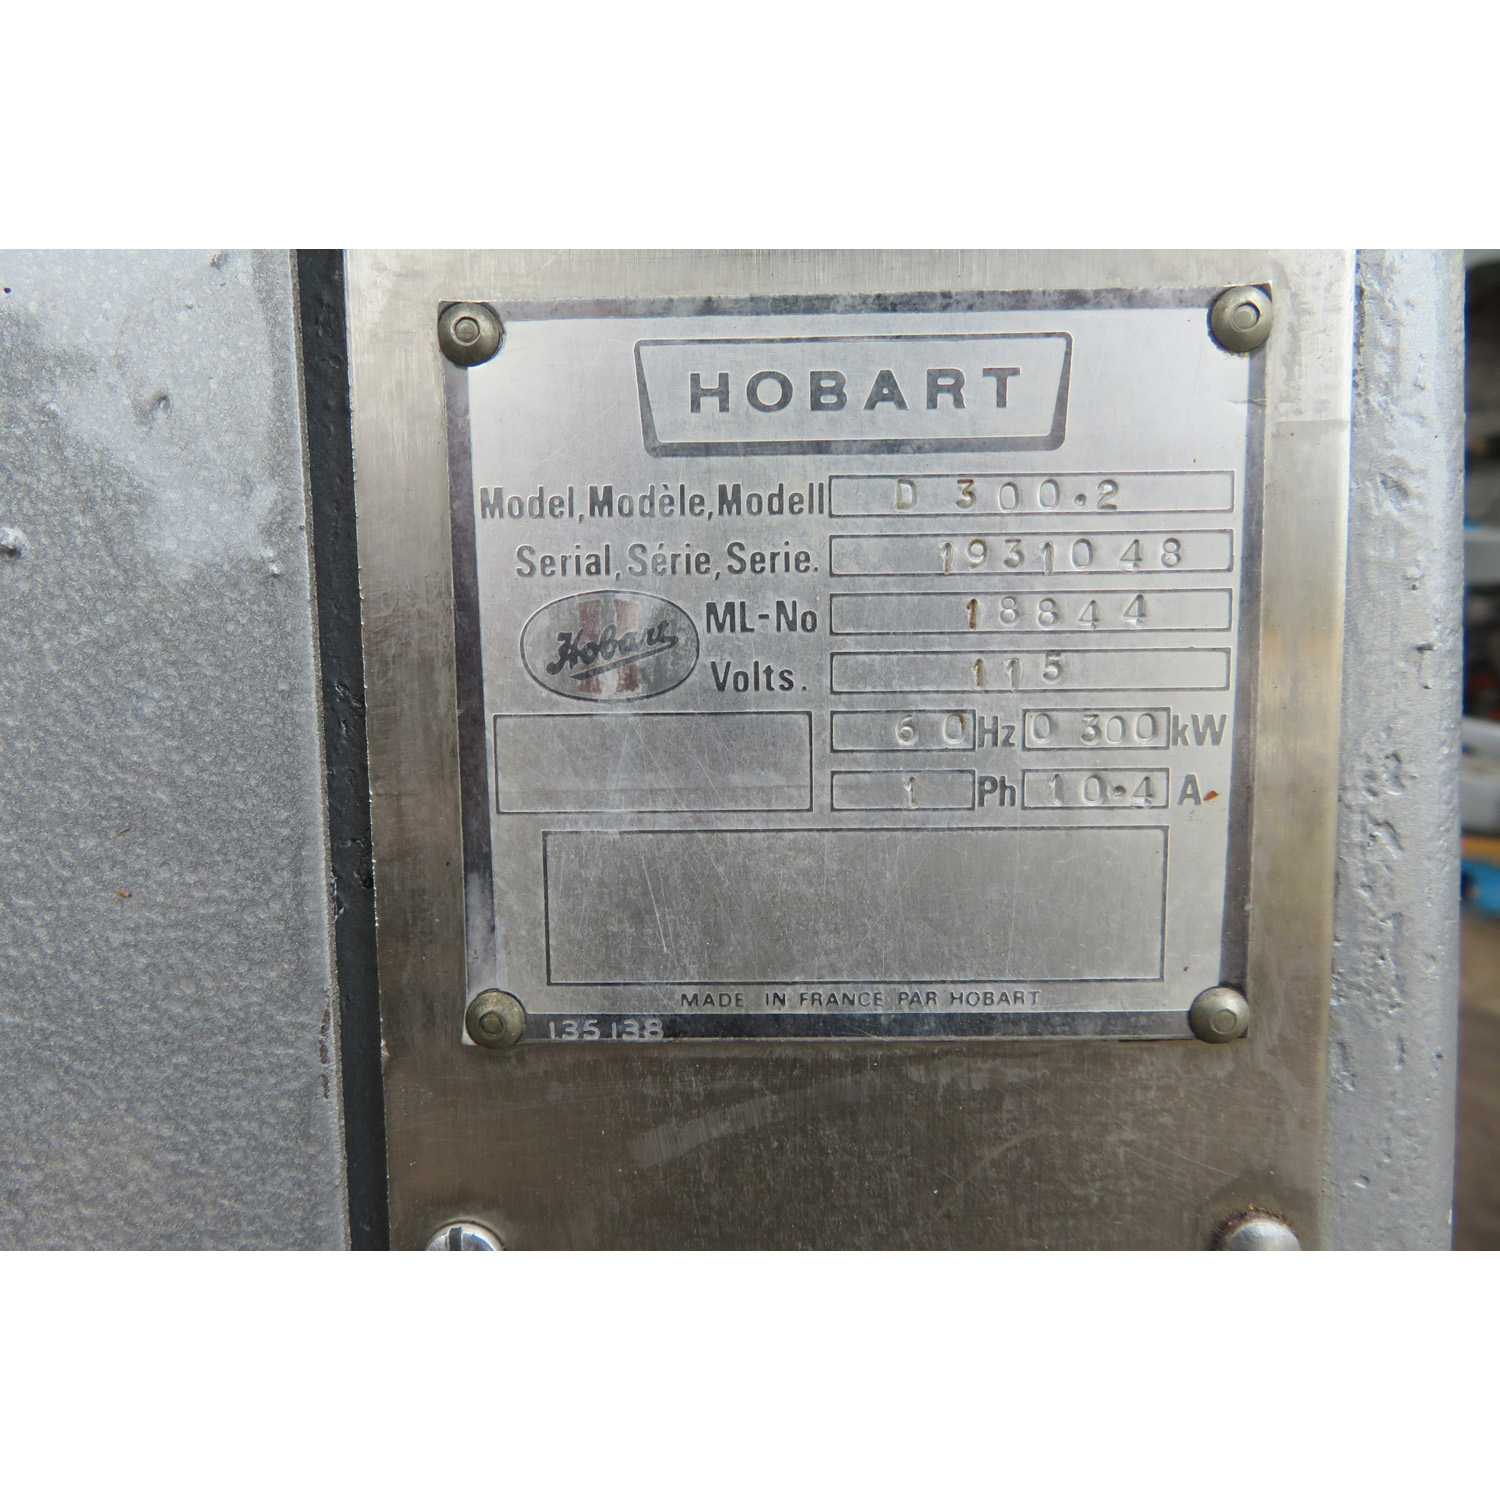 HOBART
Model, Modèle, Modell D 300.2
Serial, Série, Serie. 1931048
Hobart
ML-No 18844
Volts. 115
60 Hz 0 300 kW
1 Ph 10.4 A
MADE IN FRANCE PAR HOBART
135138